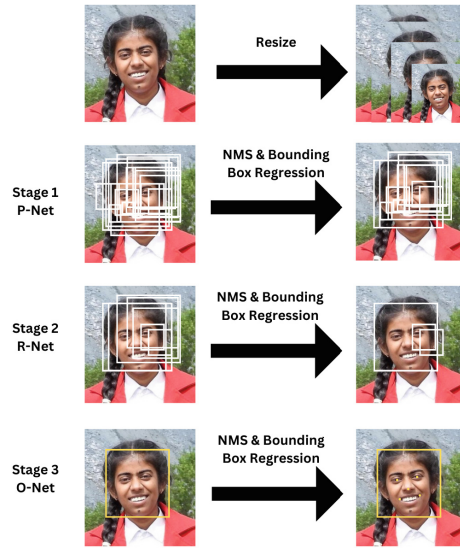 Resize
Stage 1
P-Net
NMS & Bounding
Box Regression
Stage 2
R-Net
NMS & Bounding
Box Regression
Stage 3
O-Net
NMS & Bounding
Box Regression